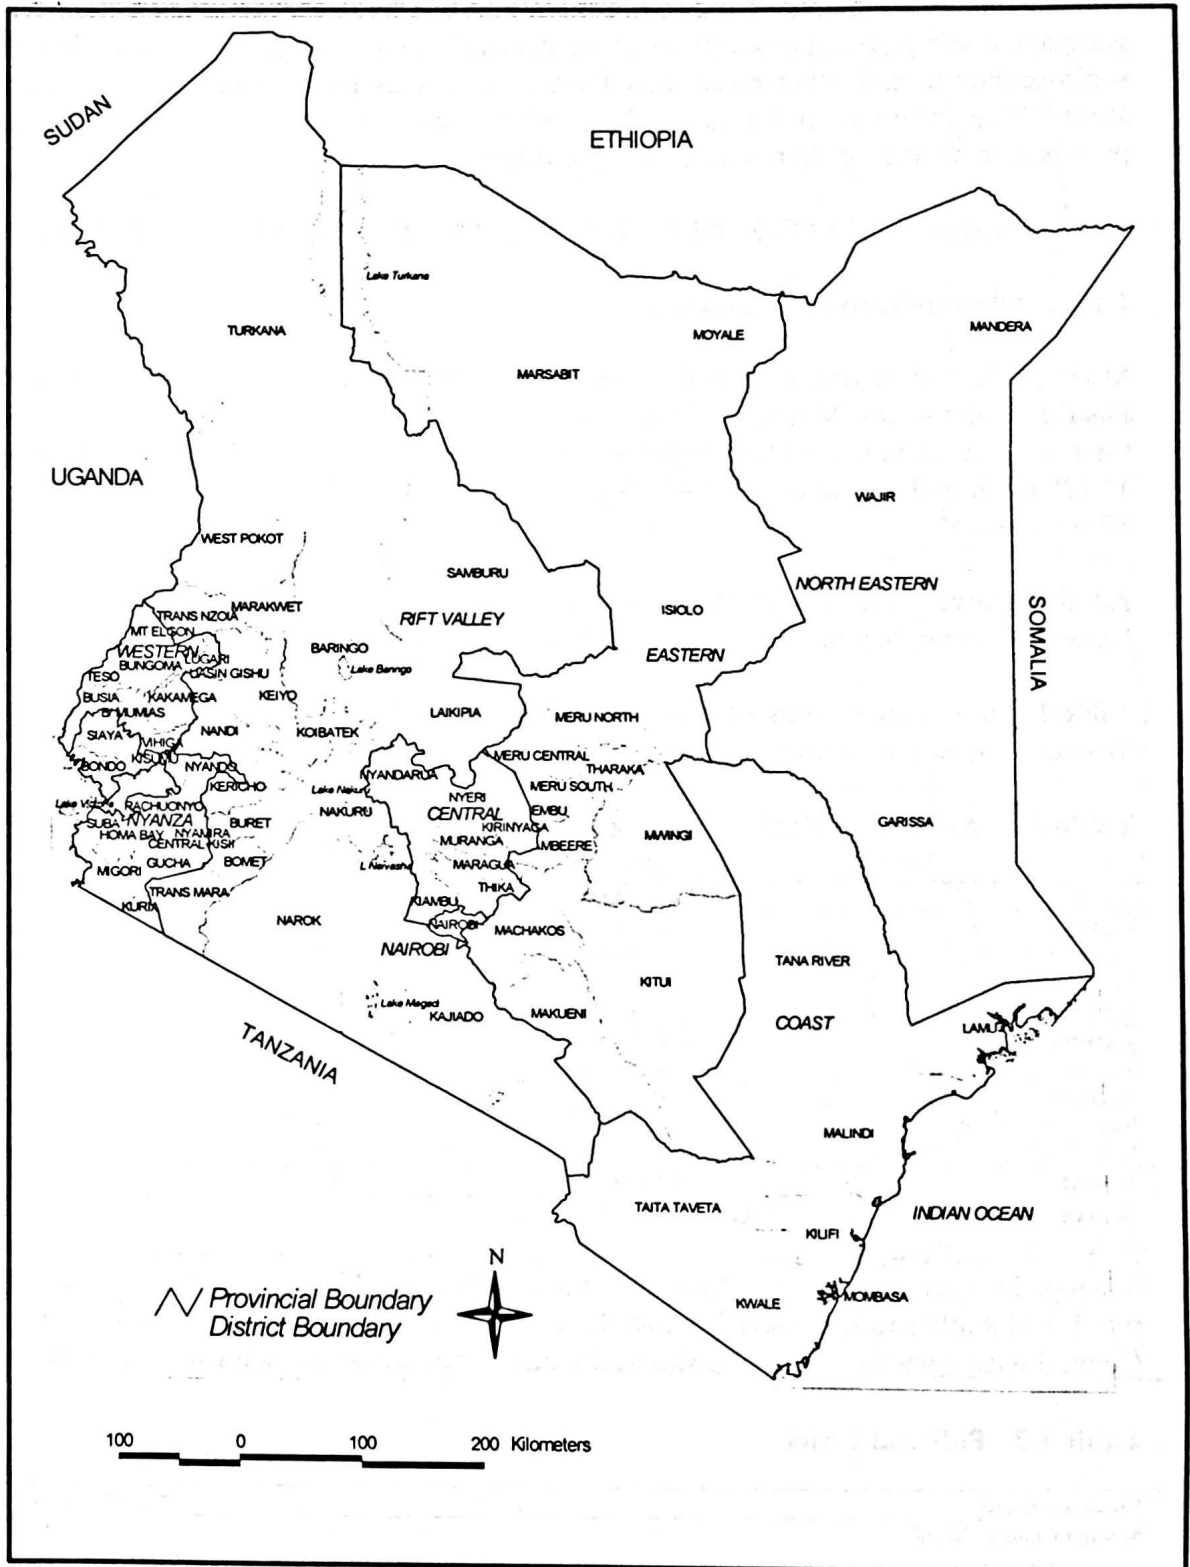 SUDAN
ETHIOPIA
Lake Turkana
TURKANA
MOYALE
MANDERA
MARSABIT
UGANDA
WAJIR
WEST POKOT
SAMBURU
NORTH EASTERN
SOMALIA
MARAKWET
TRANS NZOIA
RIFT VALLEY
ISIOLO
MT ELGON
WESTERN
LUGARI
BARINGO
EASTERN
BUNGOMA
Lake Baringo
TESO
UASIN GISHU
BUSIA
KAKAMEGA
KEIYO
B/ MUMIAS
LAIKIPIA
MERU NORTH
SIAYA
NANDI
KOIBATEK
VIHIGA
KISUMU
MERU CENTRAL
BONDO
NYANDO
NYANDARUA
THARAKA
KERICHO
Lake Nakuru
MERU SOUTH
Lake Victoria
RACHUONYO
NYERI
NAKURU
CENTRAL
EMBU
SUBA
NYANZA
BURET
KIRINYAGA
GARISSA
HOMA BAY
NYAMIRA
MURANGA
MBEERE
MWINGI
CENTRAL KISII
GUCHA
BOMET
L Naivasha
MARAGUA
MIGORI
TRANS MARA
THIKA
KURIA
KIAMBU
NAROK
NAIROBI
MACHAKOS
NAIROBI
TANA RIVER
KITUI
Lake Magadi
KAJIADO
MAKUENI
COAST
LAMU
TANZANIA
MALINDI
TAITA TAVETA
INDIAN OCEAN
KILIFI
N
KWALE
MOMBASA
Provincial Boundary
District Boundary
100 0 100 200 Kilometers